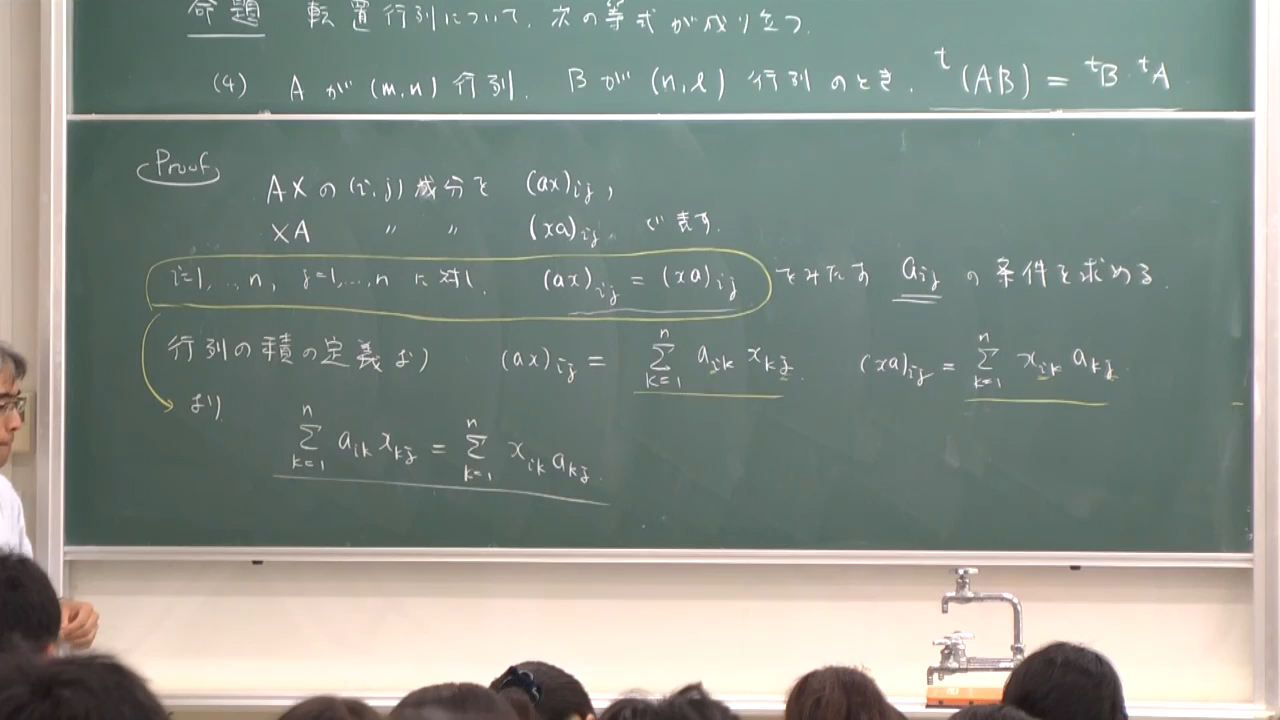 命題 転置行列について、次の等式が成り立つ.
(4) A が (m,n) 行列. B が (n,l) 行列 のとき. ᵗ(AB) = ᵗB ᵗA
Proof
AX の (i,j) 成分を (ax)ij,
XA 〃 〃 (xa)ij で表す.
i=1,...,n, j=1,...,n に対し. (ax)ij = (xa)ij をみたす aij の条件を求める.
行列の積の定義より (ax)ij = Σ_{k=1}^{n} aik xkj (xa)ij = Σ_{k=1}^{n} xik akj
より
Σ_{k=1}^{n} aik xkj = Σ_{k=1}^{n} xik akj.